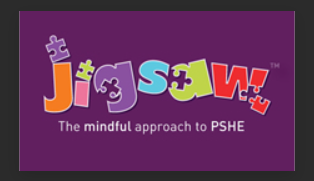 jigsaw™
The mindful approach to PSHE